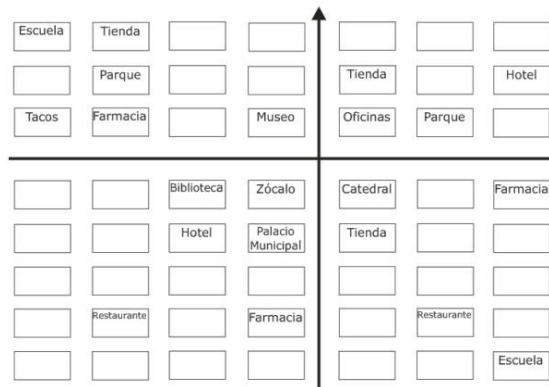 Escuela
Tienda
Parque
Tienda
Hotel
Tacos
Farmacia
Museo
Oficinas
Parque
Biblioteca
Zócalo
Catedral
Farmacia
Hotel
Palacio
Municipal
Tienda
Restaurante
Farmacia
Restaurante
Escuela